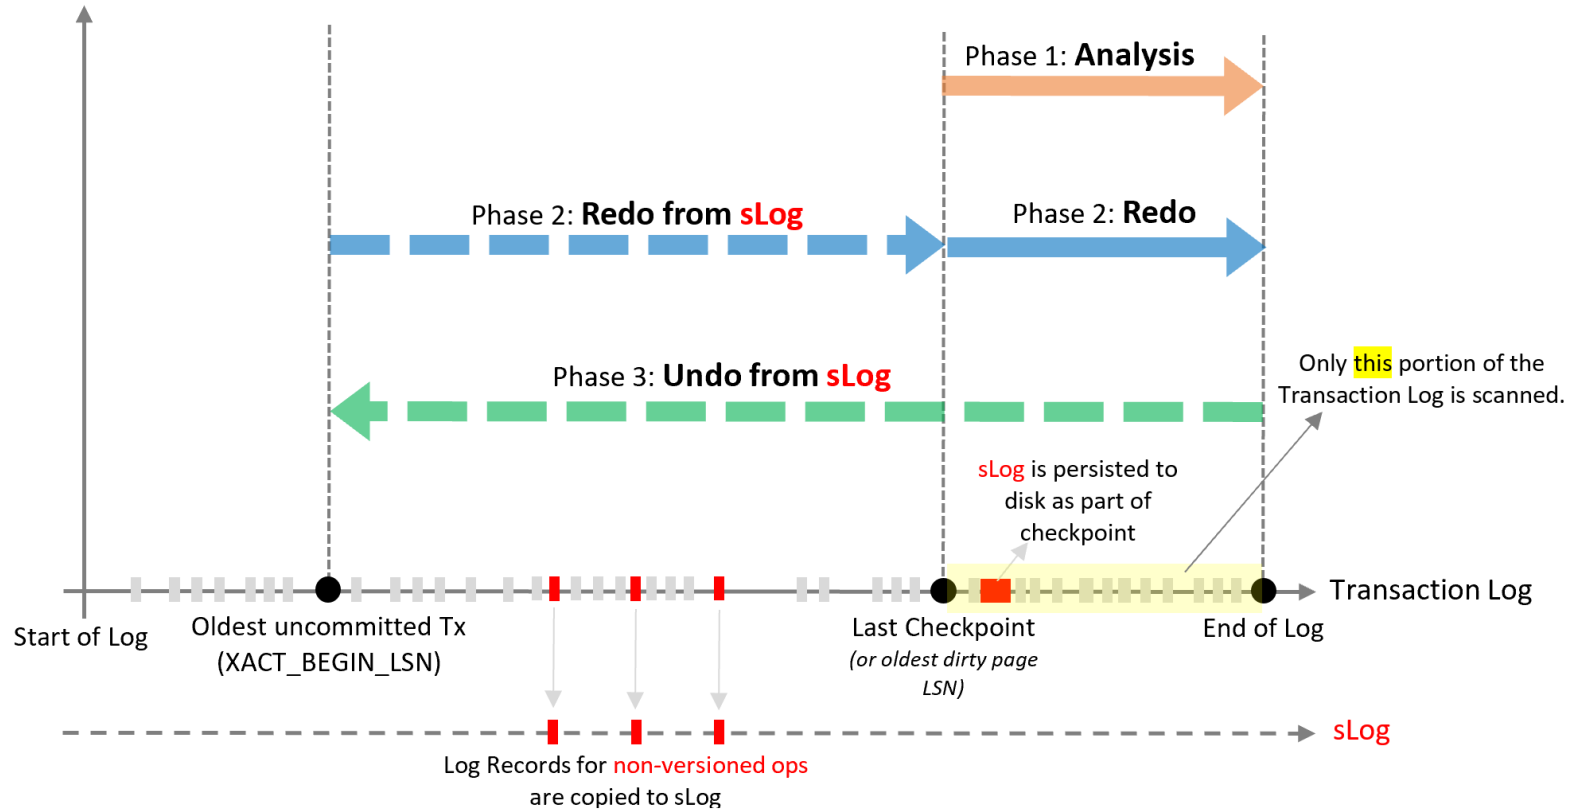 Phase 1: Analysis
Phase 2: Redo from sLog
Phase 2: Redo
Phase 3: Undo from sLog
Only this portion of the
Transaction Log is scanned.
sLog is persisted to
disk as part of
checkpoint
Transaction Log
Start of Log
Oldest uncommitted Tx
(XACT_BEGIN_LSN)
Last Checkpoint
(or oldest dirty page
LSN)
End of Log
sLog
Log Records for non-versioned ops
are copied to sLog